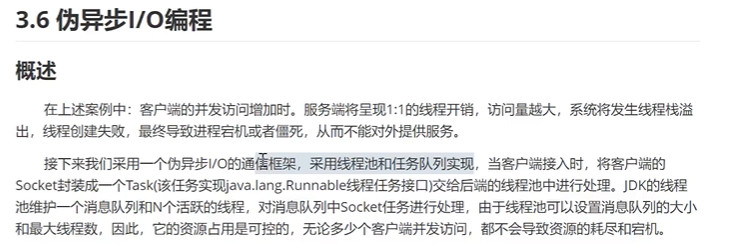 3.6 伪异步I/O编程
概述
在上述案例中：客户端的并发访问增加时。服务端将呈现1:1的线程开销，访问量越大，系统将发生线程栈溢
出，线程创建失败，最终导致进程宕机或者僵死，从而不能对外提供服务。
接下来我们采用一个伪异步I/O的通信框架，采用线程池和任务队列实现，当客户端接入时，将客户端的
Socket封装成一个Task(该任务实现java.lang.Runnable线程任务接口)交给后端的线程池中进行处理。JDK的线程
池维护一个消息队列和N个活跃的线程，对消息队列中Socket任务进行处理，由于线程池可以设置消息队列的大小
和最大线程数，因此，它的资源占用是可控的，无论多少个客户端并发访问，都不会导致资源的耗尽和宕机。